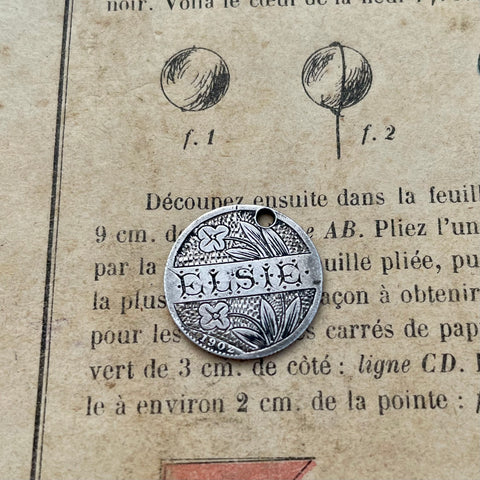 noir. Voilà le cœur de la fleur
f. 1
f. 2
Découpez ensuite dans la feuill
9 cm. d e AB. Pliez l'un
par la uille pliée, pu
la plus açon à obtenir
pour les s carrés de pap
vert de 3 cm. de côté : ligne CD.
le à environ 2 cm. de la pointe :
ELSIE
190